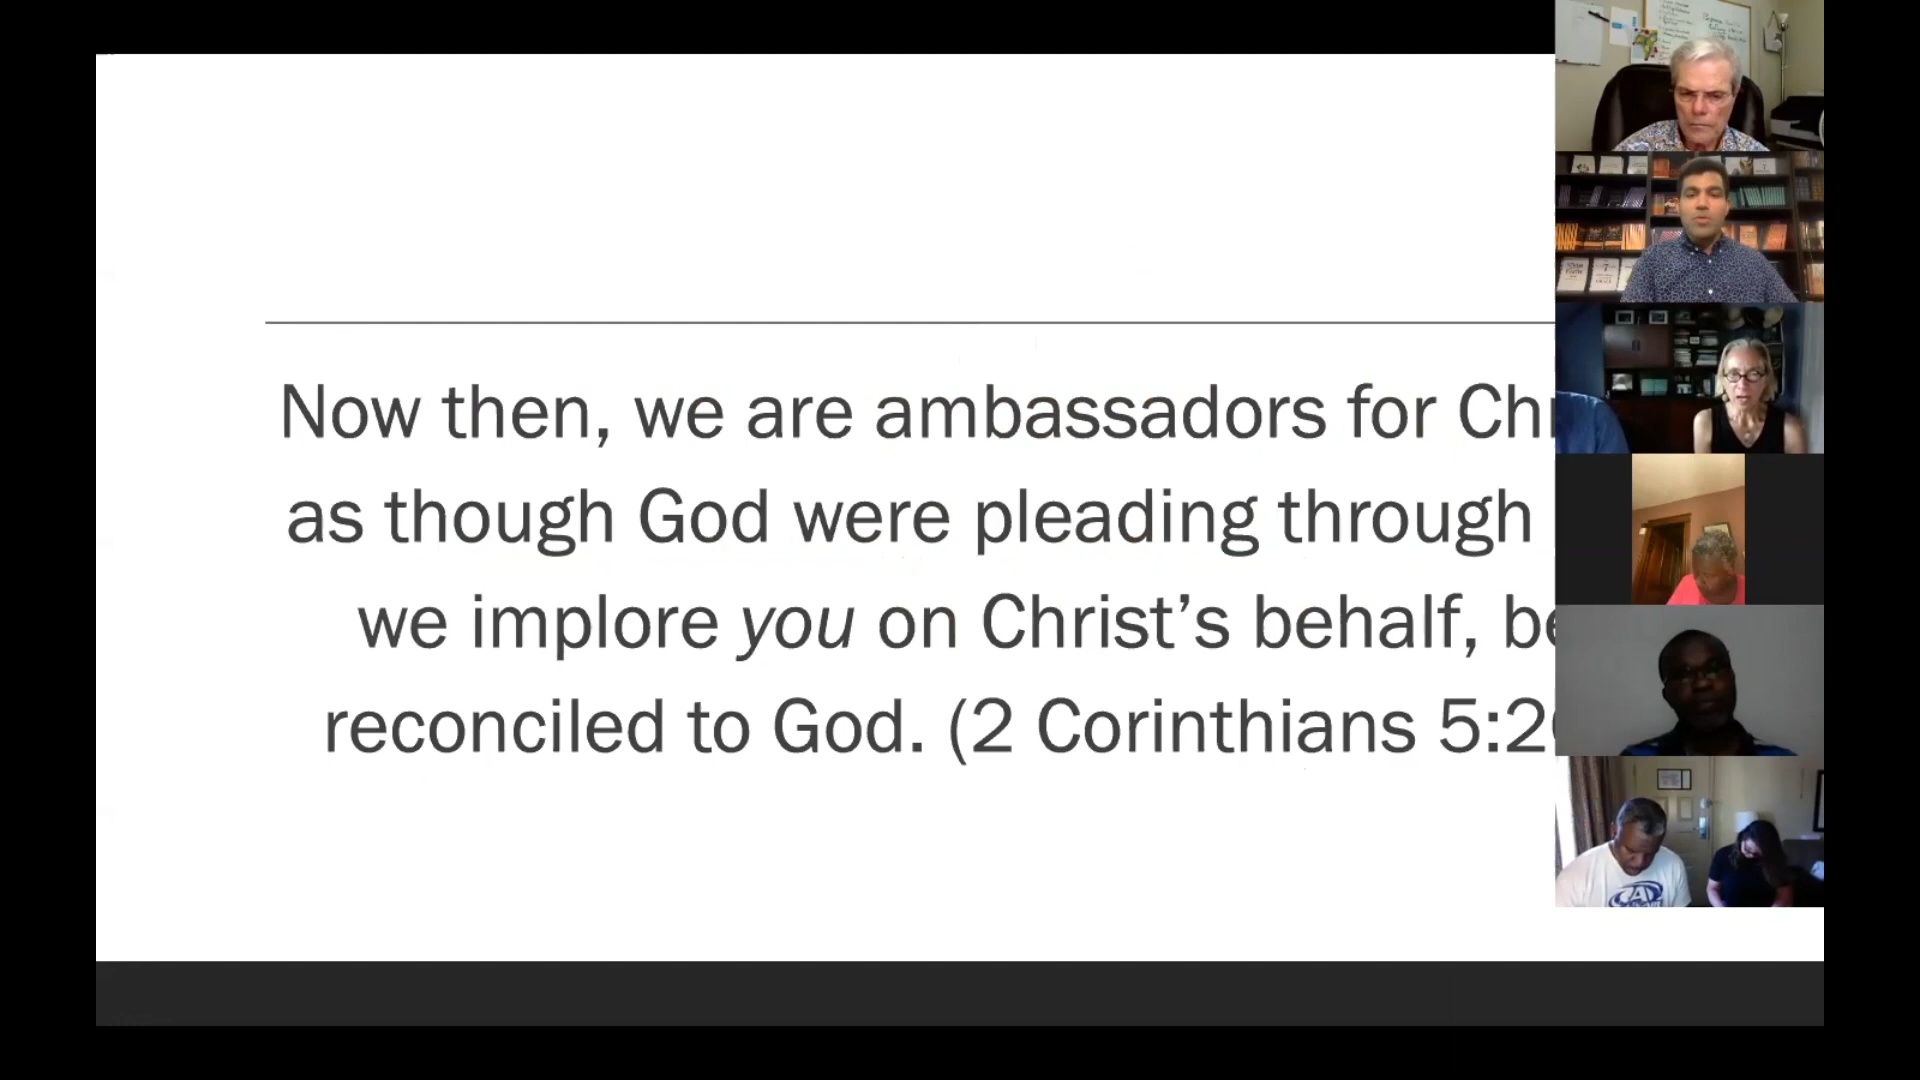 Now then, we are ambassadors for Chr
as though God were pleading through
we implore you on Christ’s behalf, be
reconciled to God. (2 Corinthians 5:2